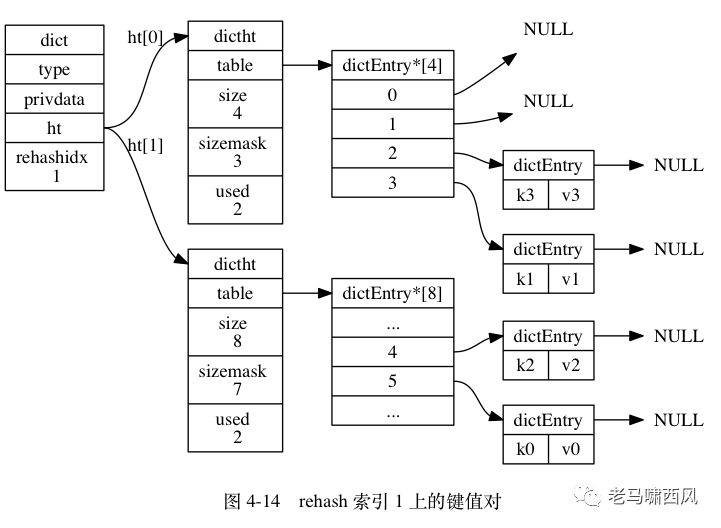 dict
type
privdata
ht
rehashidx
1
ht[0]
ht[1]
dictht
table
size
4
sizemask
3
used
2
dictEntry*[4]
0
1
2
3
NULL
NULL
dictEntry
k3 v3
NULL
dictEntry
k1 v1
NULL
dictht
table
size
8
sizemask
7
used
2
dictEntry*[8]
...
4
5
...
dictEntry
k2 v2
NULL
dictEntry
k0 v0
NULL
图 4-14 rehash 索引 1 上的键值对
老马啸西风